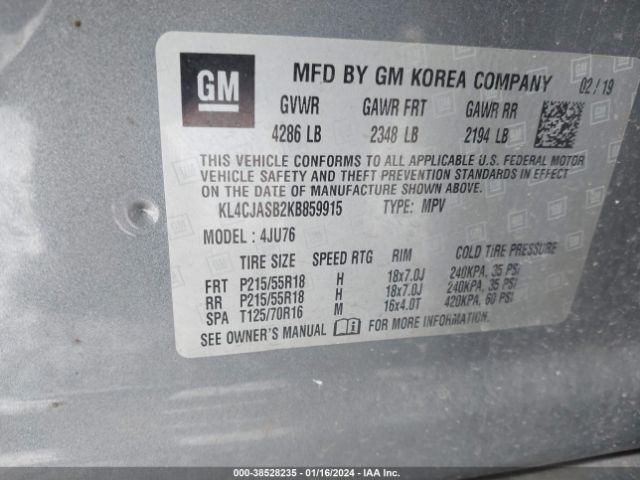 GM
MFD BY GM KOREA COMPANY 02/19
GVWR GAWR FRT GAWR RR
4286 LB 2348 LB 2194 LB
THIS VEHICLE CONFORMS TO ALL APPLICABLE U.S. FEDERAL MOTOR
VEHICLE SAFETY AND THEFT PREVENTION STANDARDS IN EFFECT
ON THE DATE OF MANUFACTURE SHOWN ABOVE.
KL4CJASB2KB859915 TYPE: MPV
MODEL: 4JU76
TIRE SIZE SPEED RTG RIM COLD TIRE PRESSURE
FRT P215/55R18 H 18x7.0J 240KPA, 35 PSI
RR P215/55R18 H 18x7.0J 240KPA, 35 PSI
SPA T125/70R16 M 16x4.0T 420KPA, 60 PSI
SEE OWNER'S MANUAL FOR MORE INFORMATION.
000-38528235 - 01/16/2024 - IAA Inc.